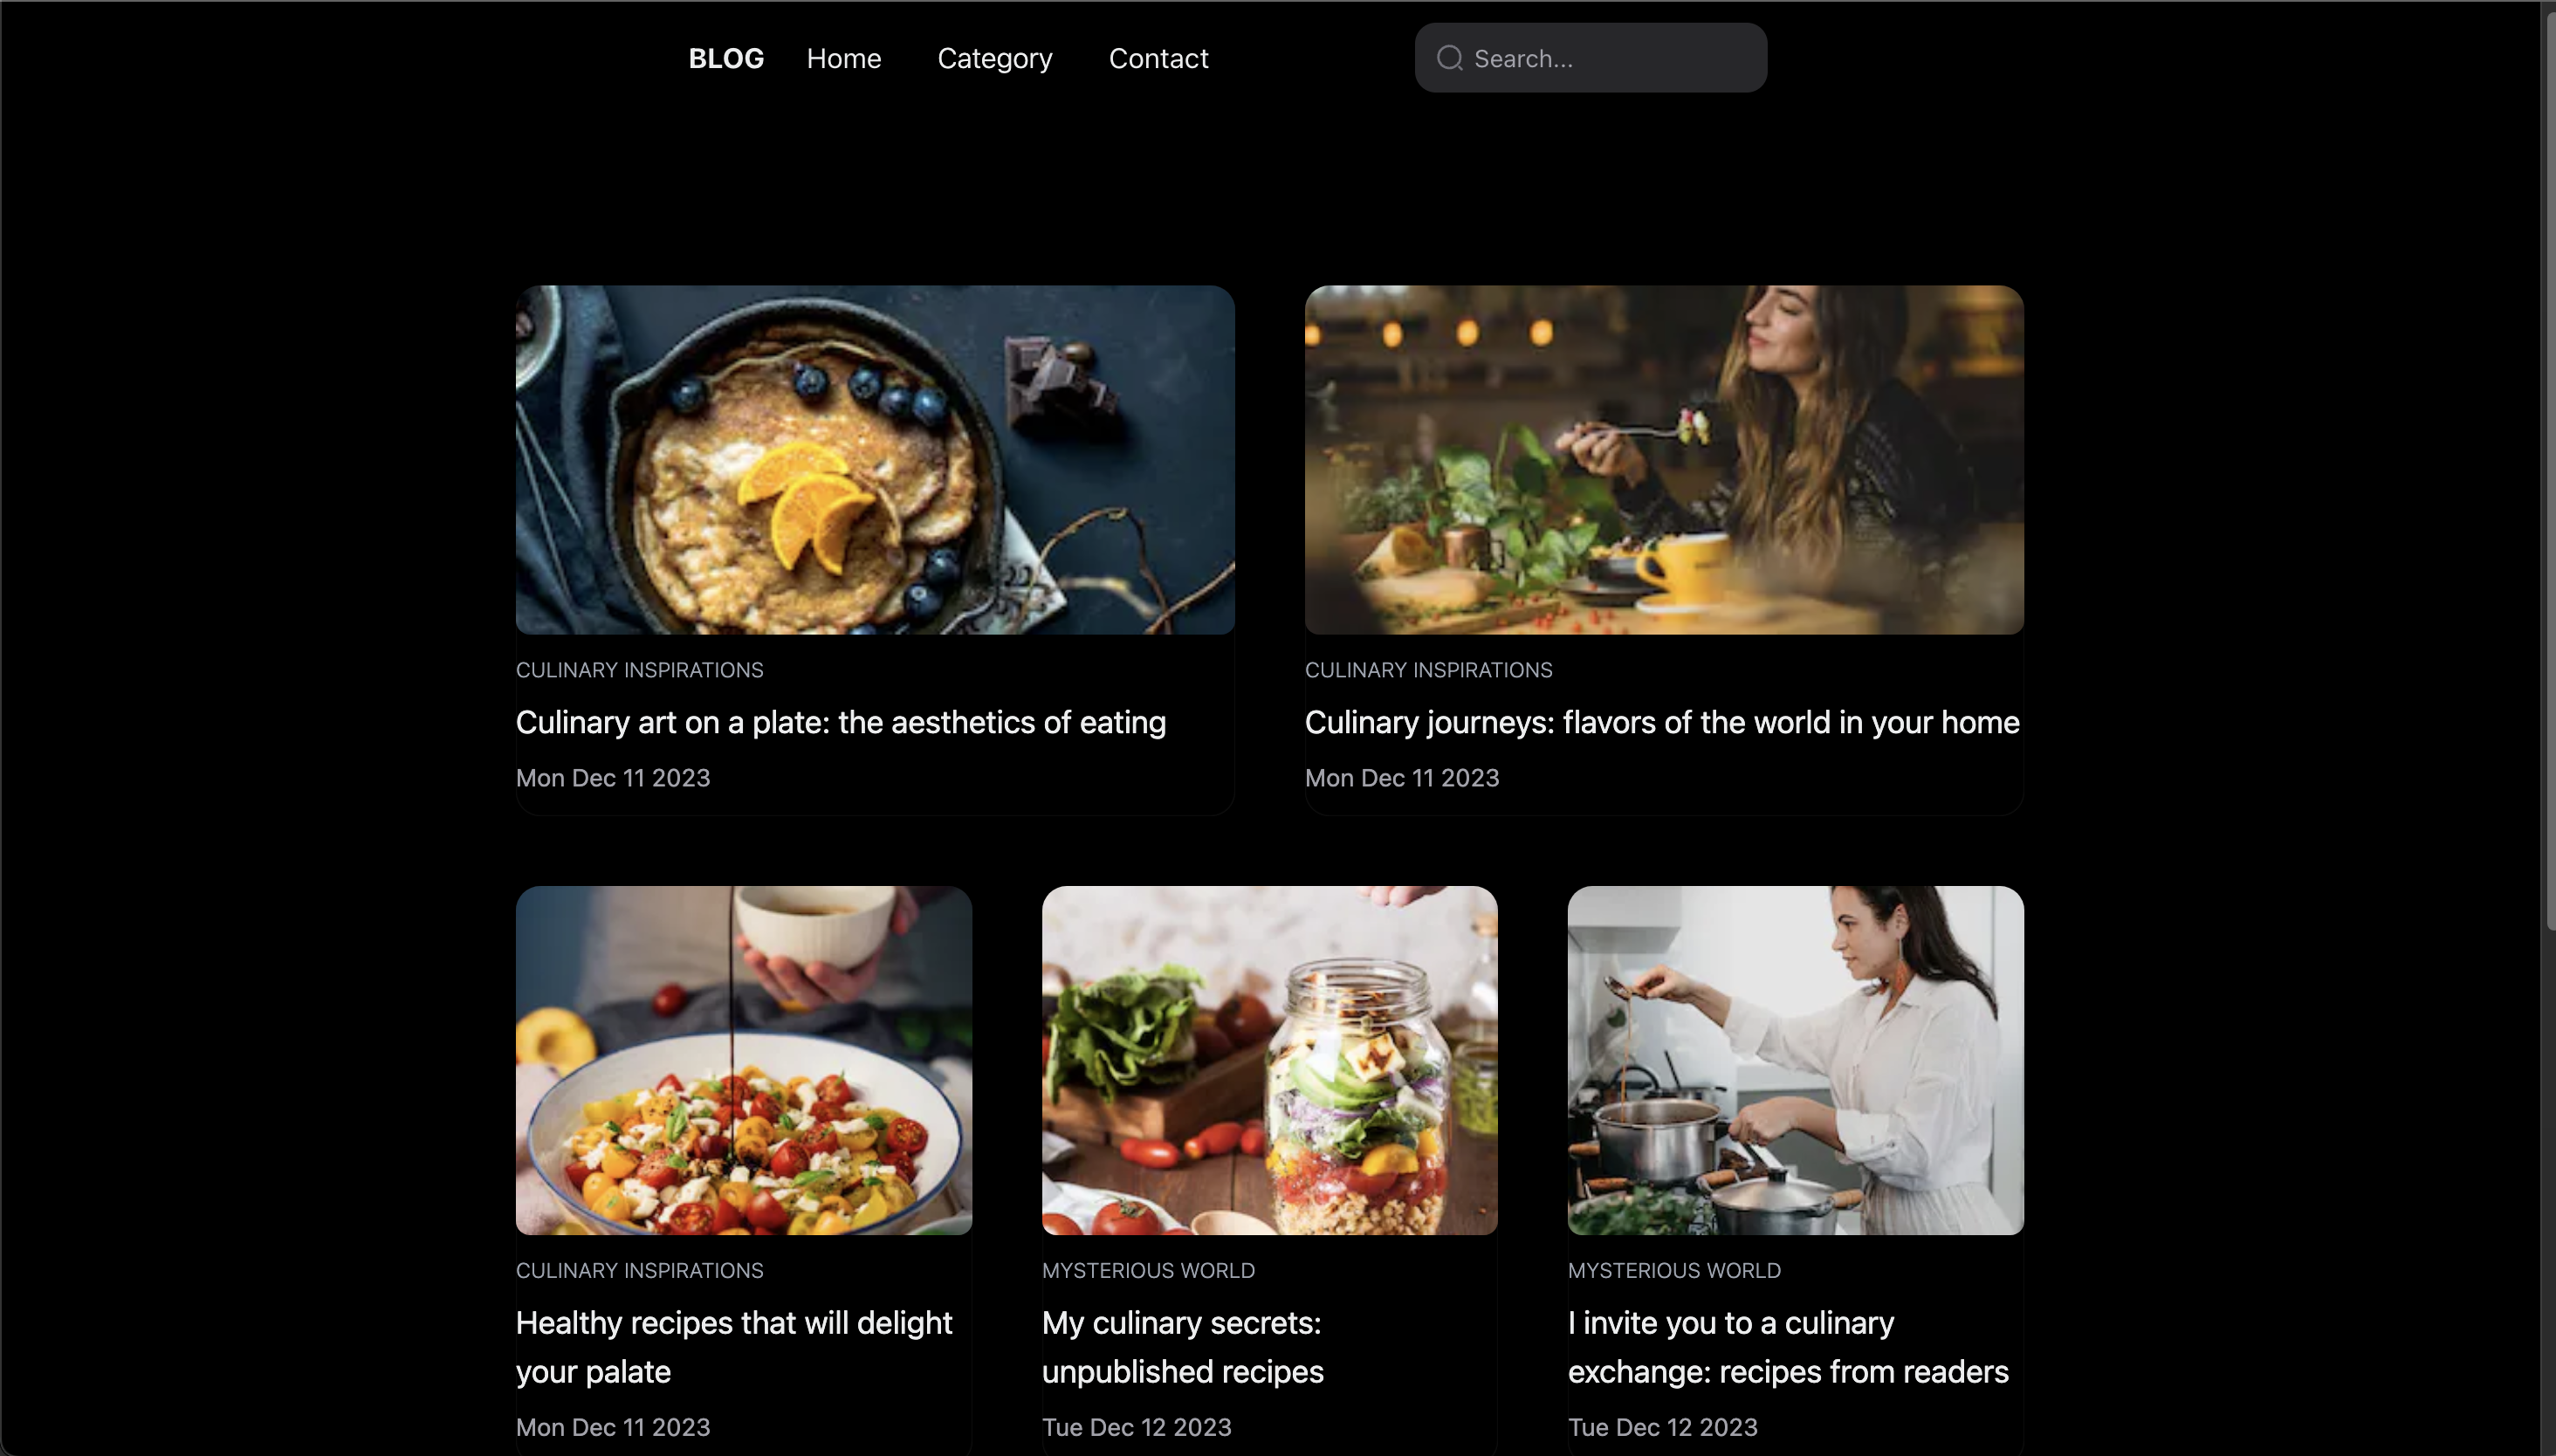 BLOG Home Category Contact Search...
CULINARY INSPIRATIONS
Culinary art on a plate: the aesthetics of eating
Mon Dec 11 2023
CULINARY INSPIRATIONS
Culinary journeys: flavors of the world in your home
Mon Dec 11 2023
CULINARY INSPIRATIONS
Healthy recipes that will delight
your palate
Mon Dec 11 2023
MYSTERIOUS WORLD
My culinary secrets:
unpublished recipes
Tue Dec 12 2023
MYSTERIOUS WORLD
I invite you to a culinary
exchange: recipes from readers
Tue Dec 12 2023